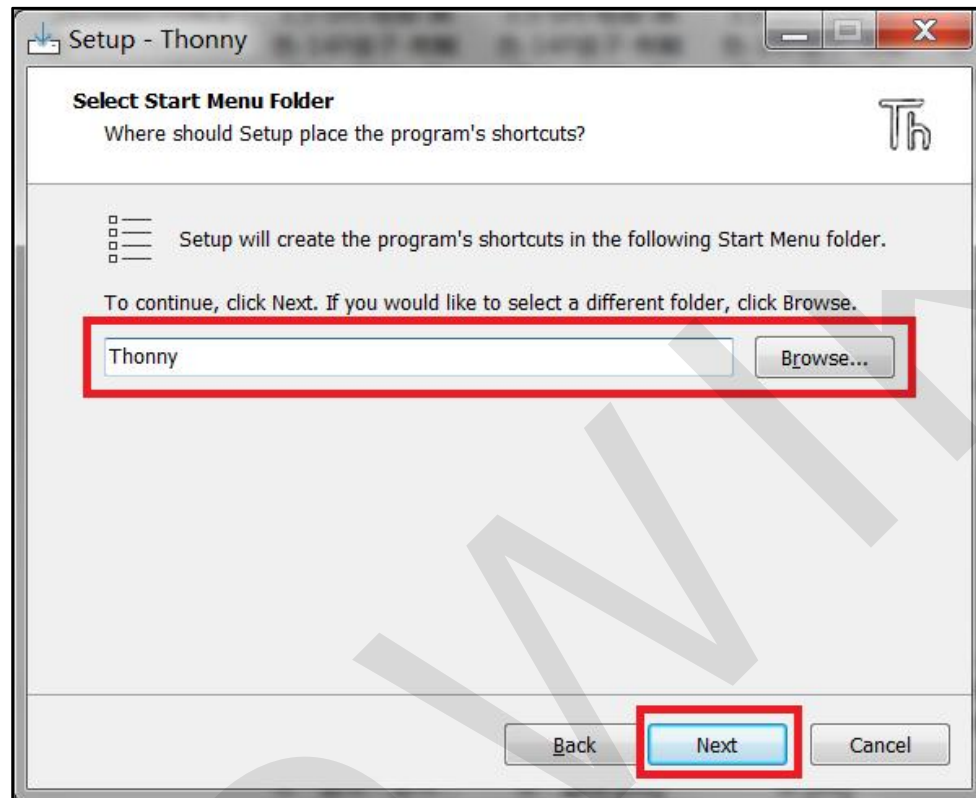 Setup - Thonny
Select Start Menu Folder
Where should Setup place the program's shortcuts?
Th
Setup will create the program's shortcuts in the following Start Menu folder.
To continue, click Next. If you would like to select a different folder, click Browse.
Thonny
Browse...
Back
Next
Cancel